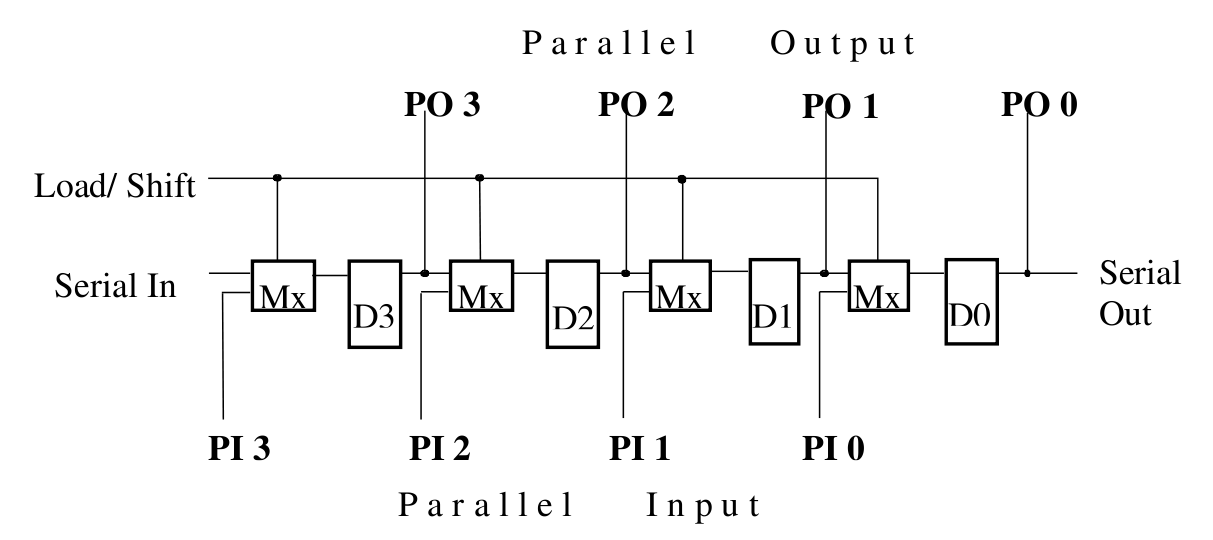 Parallel Output
PO 3 PO 2 PO 1 PO 0
Load/ Shift
Serial In Mx D3 Mx D2 Mx D1 Mx D0 Serial
Out
PI 3 PI 2 PI 1 PI 0
Parallel Input